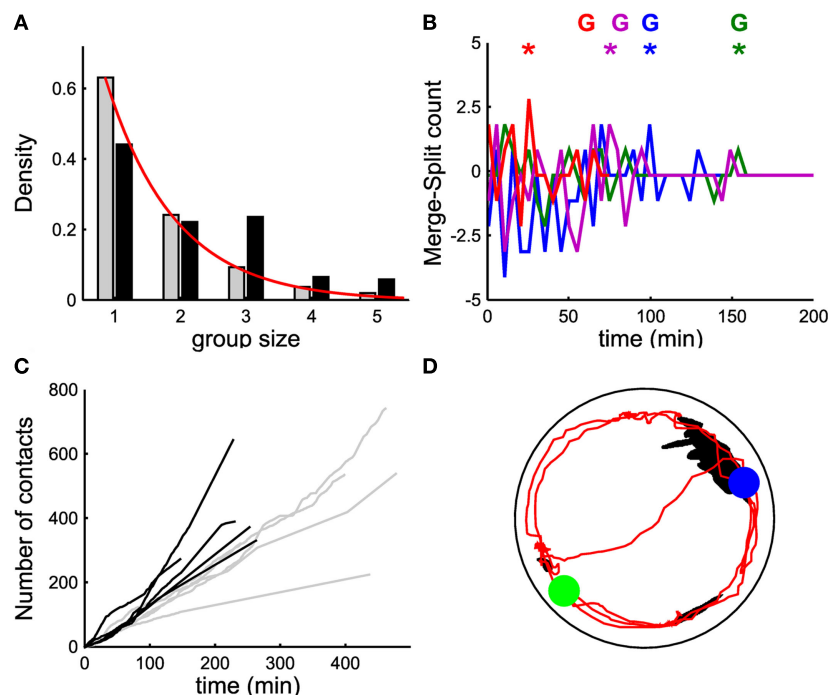 A
Density
0.6
0.4
0.2
0
1 2 3 4 5
group size
B
G G G G
* * * *
Merge-Split count
5
2.5
0
-2.5
-5
0 50 100 150 200
time (min)
C
Number of contacts
800
600
400
200
0
0 100 200 300 400
time (min)
D